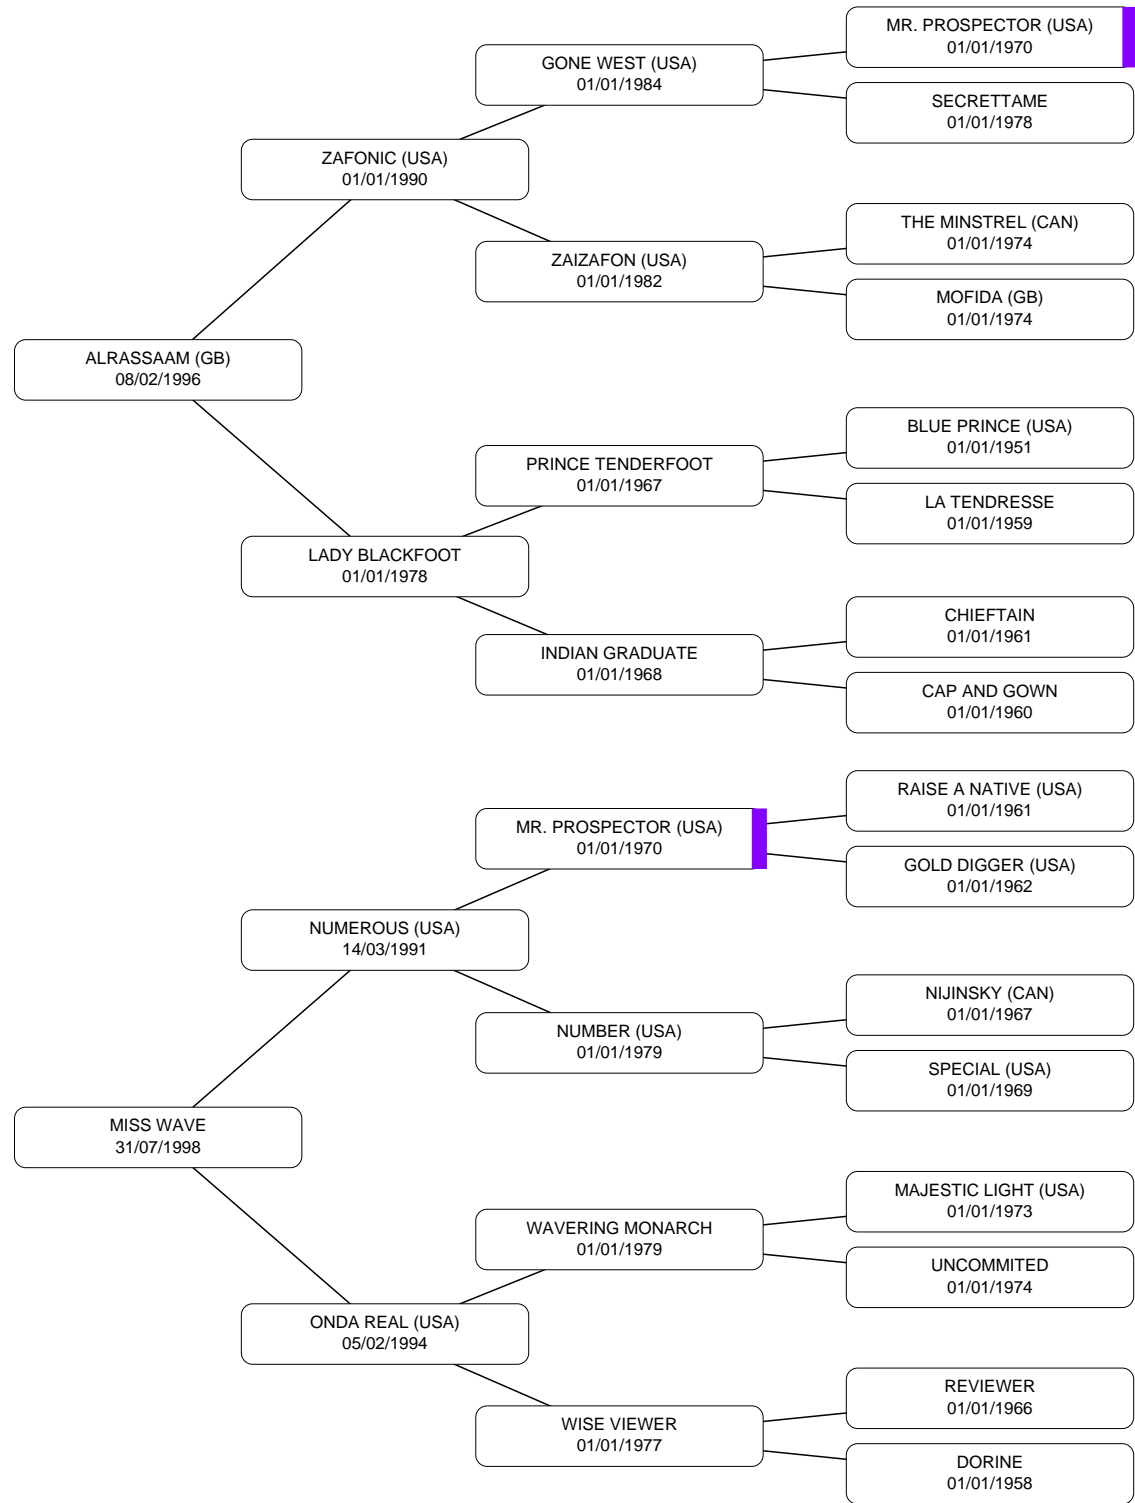 MR. PROSPECTOR (USA)
01/01/1970
GONE WEST (USA)
01/01/1984
SECRETTAME
01/01/1978
ZAFONIC (USA)
01/01/1990
THE MINSTREL (CAN)
01/01/1974
ZAIZAFON (USA)
01/01/1982
MOFIDA (GB)
01/01/1974
ALRASSAAM (GB)
08/02/1996
BLUE PRINCE (USA)
01/01/1951
PRINCE TENDERFOOT
01/01/1967
LA TENDRESSE
01/01/1959
LADY BLACKFOOT
01/01/1978
CHIEFTAIN
01/01/1961
INDIAN GRADUATE
01/01/1968
CAP AND GOWN
01/01/1960
RAISE A NATIVE (USA)
01/01/1961
MR. PROSPECTOR (USA)
01/01/1970
GOLD DIGGER (USA)
01/01/1962
NUMEROUS (USA)
14/03/1991
NIJINSKY (CAN)
01/01/1967
NUMBER (USA)
01/01/1979
SPECIAL (USA)
01/01/1969
MISS WAVE
31/07/1998
MAJESTIC LIGHT (USA)
01/01/1973
WAVERING MONARCH
01/01/1979
UNCOMMITED
01/01/1974
ONDA REAL (USA)
05/02/1994
REVIEWER
01/01/1966
WISE VIEWER
01/01/1977
DORINE
01/01/1958